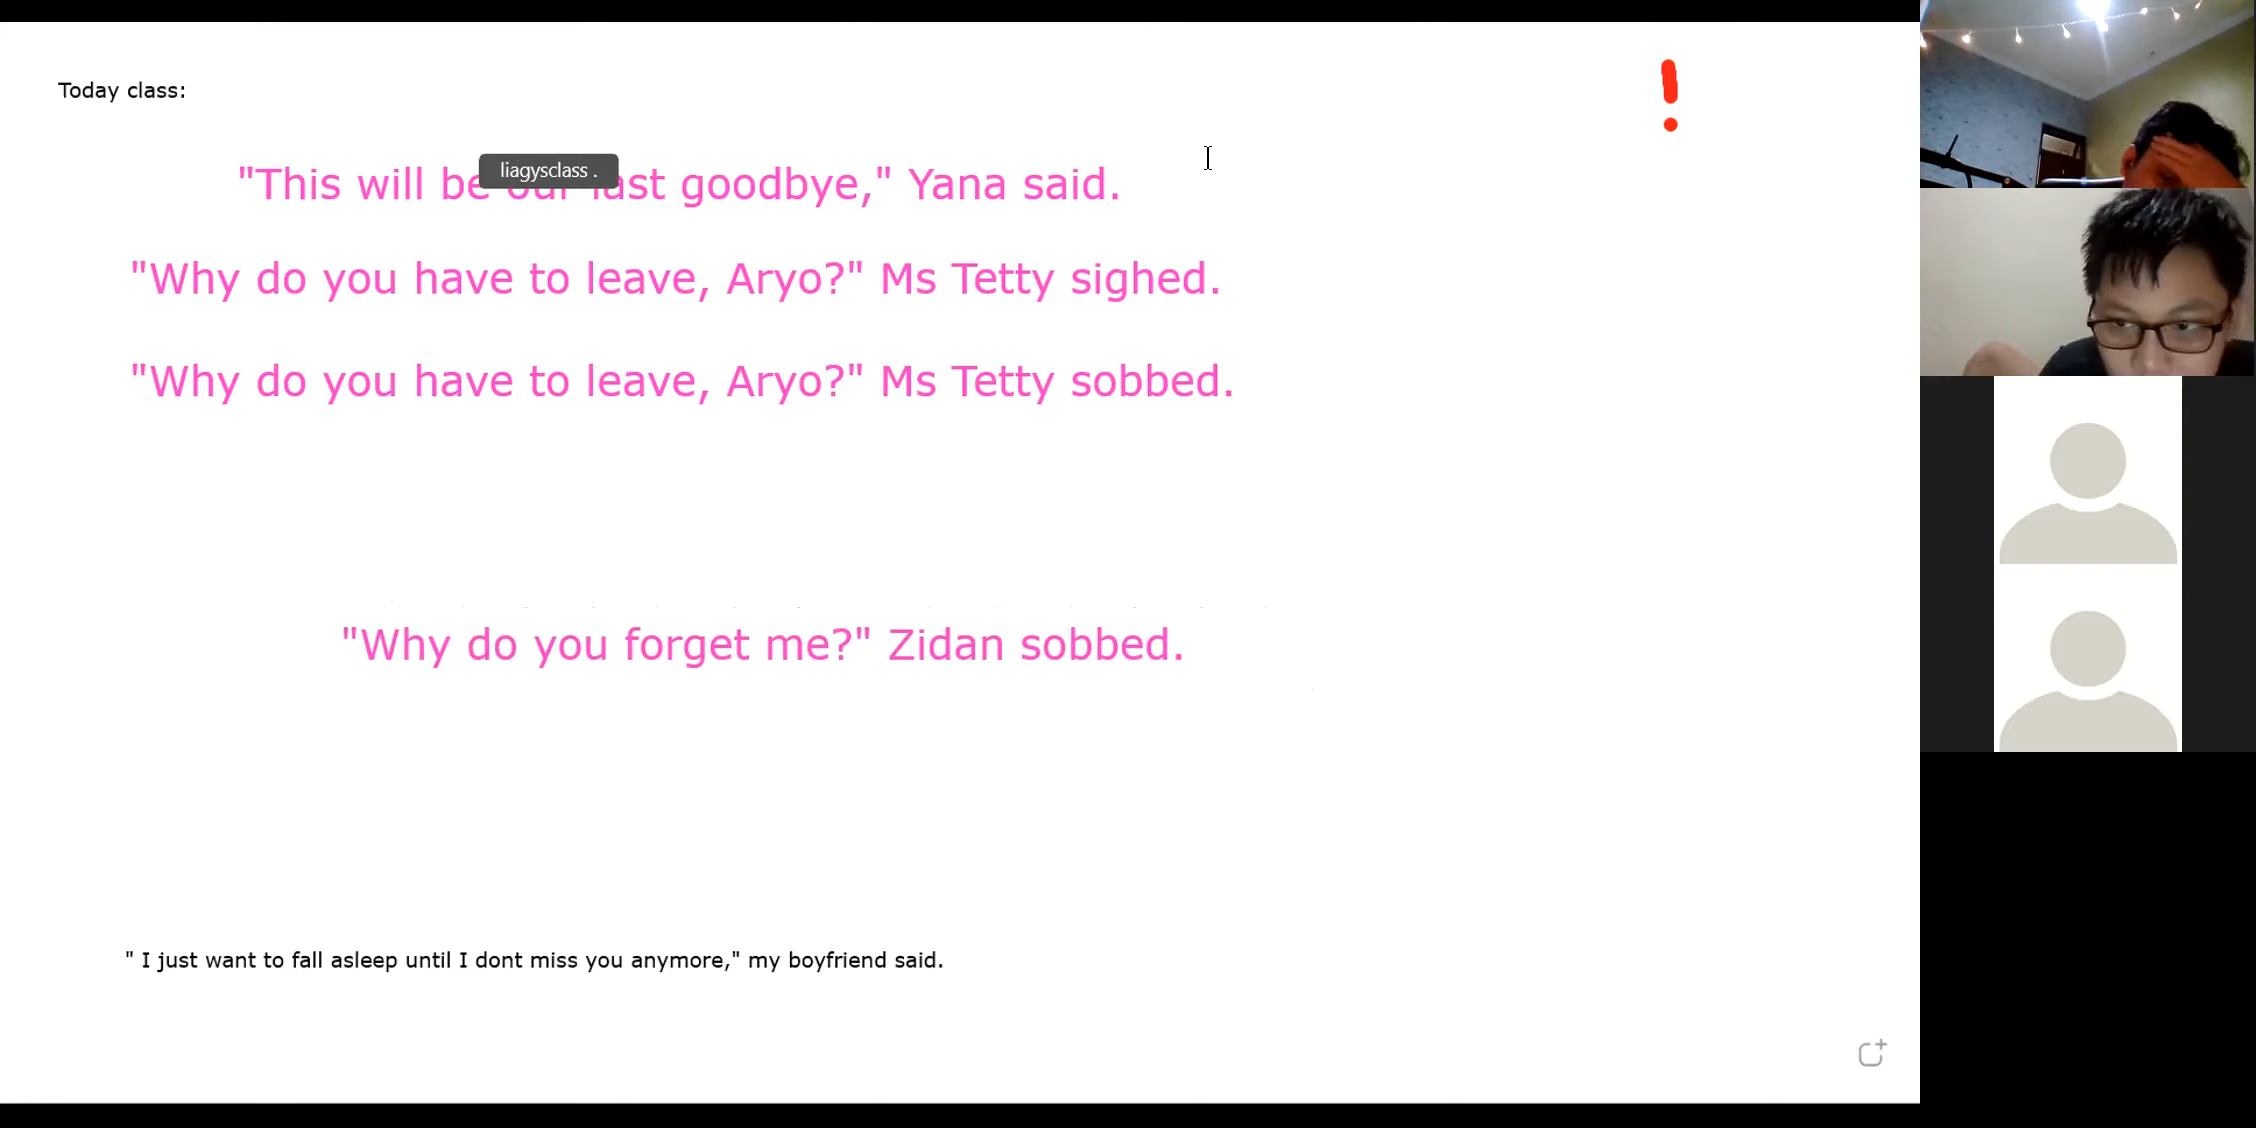 Today class:
"This will be our last goodbye," Yana said.
liagysclass .
"Why do you have to leave, Aryo?" Ms Tetty sighed.
"Why do you have to leave, Aryo?" Ms Tetty sobbed.
"Why do you forget me?" Zidan sobbed.
" I just want to fall asleep until I dont miss you anymore," my boyfriend said.